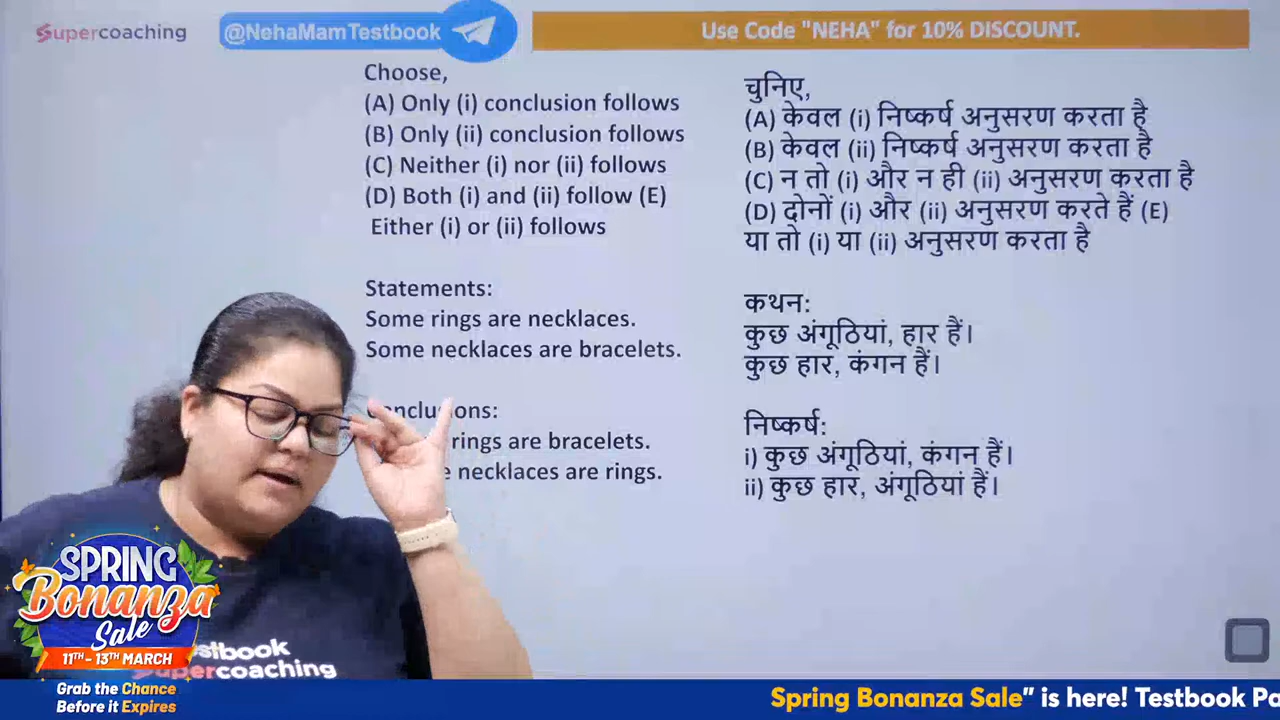 Supercoaching
@NehaMamTestbook
Use Code "NEHA" for 10% DISCOUNT.
Choose,
(A) Only (i) conclusion follows
(B) Only (ii) conclusion follows
(C) Neither (i) nor (ii) follows
(D) Both (i) and (ii) follow (E)
Either (i) or (ii) follows
Statements:
Some rings are necklaces.
Some necklaces are bracelets.
rings are bracelets.
necklaces are rings.
चुनिए,
(A) केवल (i) निष्कर्ष अनुसरण करता है
(B) केवल (ii) निष्कर्ष अनुसरण करता है
(C) न तो (i) और न ही (ii) अनुसरण करता है
(D) दोनों (i) और (ii) अनुसरण करते हैं (E)
या तो (i) या (ii) अनुसरण करता है
कथन:
कुछ अंगूठियां, हार हैं।
कुछ हार, कंगन हैं।
निष्कर्ष:
i) कुछ अंगूठियां, कंगन हैं।
ii) कुछ हार, अंगूठियां हैं।
SPRING
Bonanza
Sale
11TH - 13TH MARCH
Grab the Chance
Before it Expires
coaching
Spring Bonanza Sale” is here! Testbook